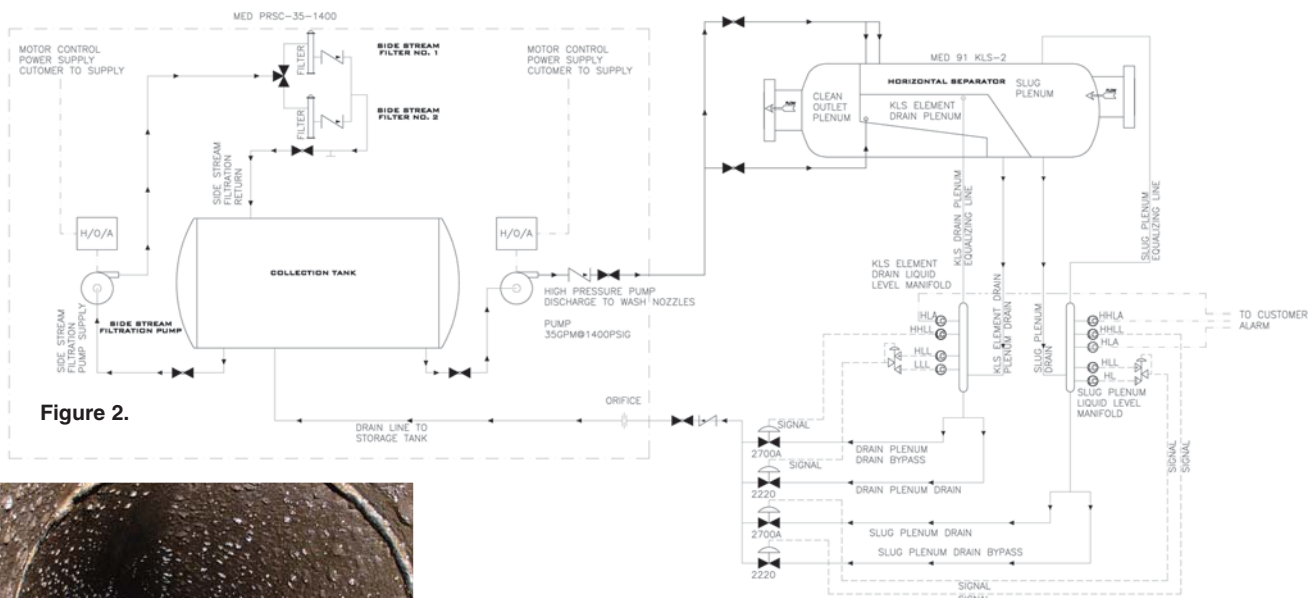 MED PRSC-35-1400
MOTOR CONTROL
POWER SUPPLY
CUTOMER TO SUPPLY
FILTER
SIDE STREAM
FILTER NO. 1
FILTER
SIDE STREAM
FILTER NO. 2
MOTOR CONTROL
POWER SUPPLY
CUTOMER TO SUPPLY
SIDE STREAM
FILTRATION
RETURN
H/O/A
H/O/A
COLLECTION TANK
SIDE STREAM
FILTRATION PUMP
SIDE STREAM
FILTRATION
PUMP SUPPLY
HIGH PRESSURE PUMP
DISCHARGE TO WASH NOZZLES
PUMP
35GPM@1400PSIG
Figure 2.
DRAIN LINE TO
STORAGE TANK
ORIFICE
MED 91 KLS-2
HORIZONTAL SEPARATOR
FLOW
CLEAN
OUTLET
PLENUM
KLS ELEMENT
DRAIN PLENUM
SLUG
PLENUM
FLOW
KLS DRAIN PLENUM
EQUALIZING LINE
SLUG PLENUM
EQUALIZING LINE
KLS ELEMENT
DRAIN LIQUID
LEVEL MANIFOLD
KLS ELEMENT DRAIN
PLENUM DRAIN
SLUG PLENUM
DRAIN
HLA
HHLL
HLL
LLL
HHLA
HHLL
HLA
HLL
HL
TO CUSTOMER
ALARM
SLUG PLENUM
LIQUID LEVEL
MANIFOLD
SIGNAL
2700A
DRAIN PLENUM
DRAIN BYPASS
SIGNAL
2220
DRAIN PLENUM DRAIN
2700A
SLUG PLENUM DRAIN
2220
SLUG PLENUM DRAIN BYPASS
SIGNAL
SIGNAL
SIGNAL
SIGNAL